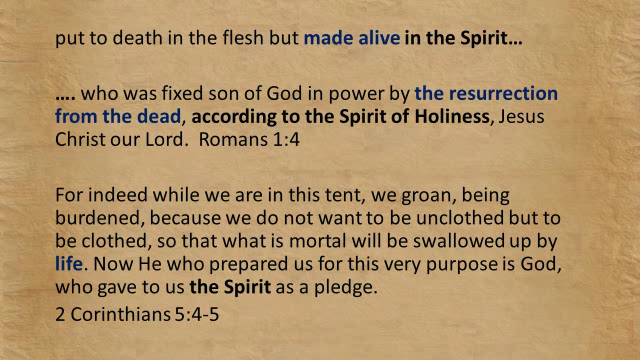 put to death in the flesh but made alive in the Spirit…
…. who was fixed son of God in power by the resurrection
from the dead, according to the Spirit of Holiness, Jesus
Christ our Lord.  Romans 1:4
For indeed while we are in this tent, we groan, being
burdened, because we do not want to be unclothed but to
be clothed, so that what is mortal will be swallowed up by
life. Now He who prepared us for this very purpose is God,
who gave to us the Spirit as a pledge.
2 Corinthians 5:4-5